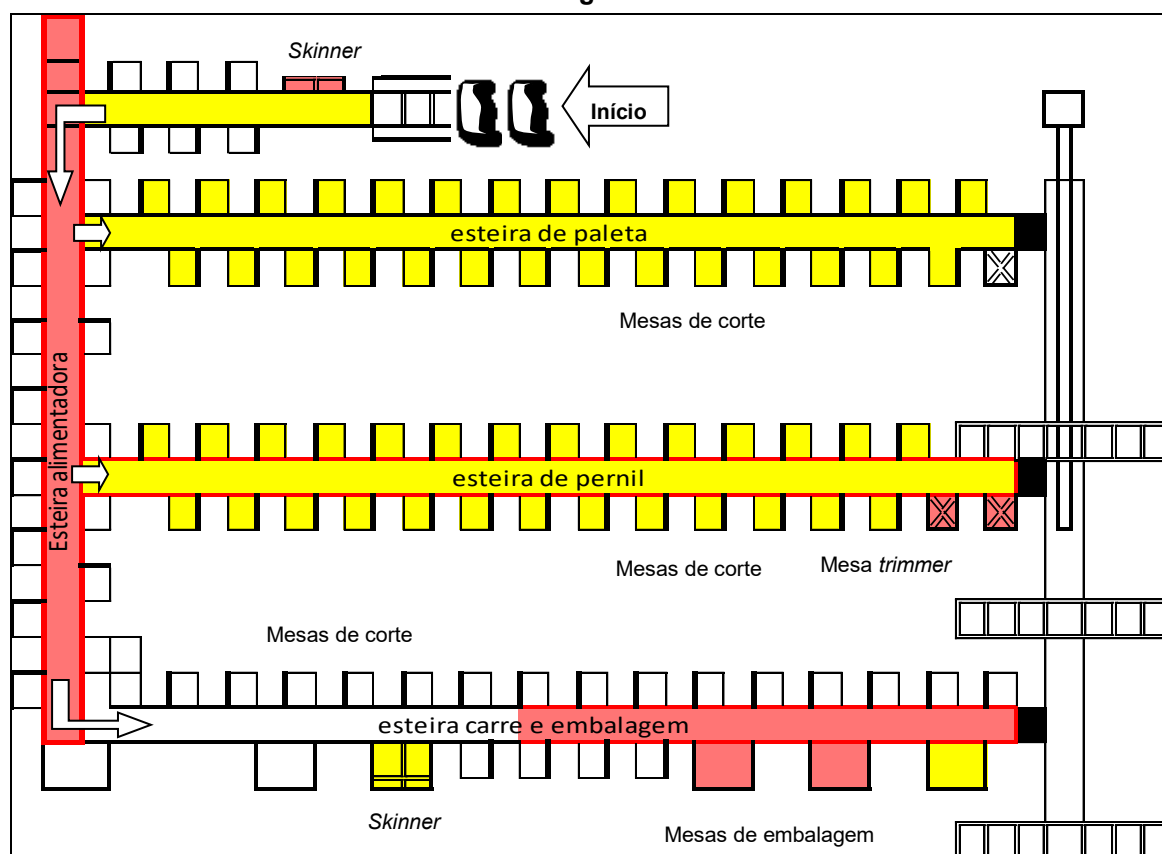 Skinner
Início
esteira de paleta
Mesas de corte
Esteira alimentadora
esteira de pernil
Mesas de corte
Mesa trimmer
Mesas de corte
esteira carre e embalagem
Skinner
Mesas de embalagem